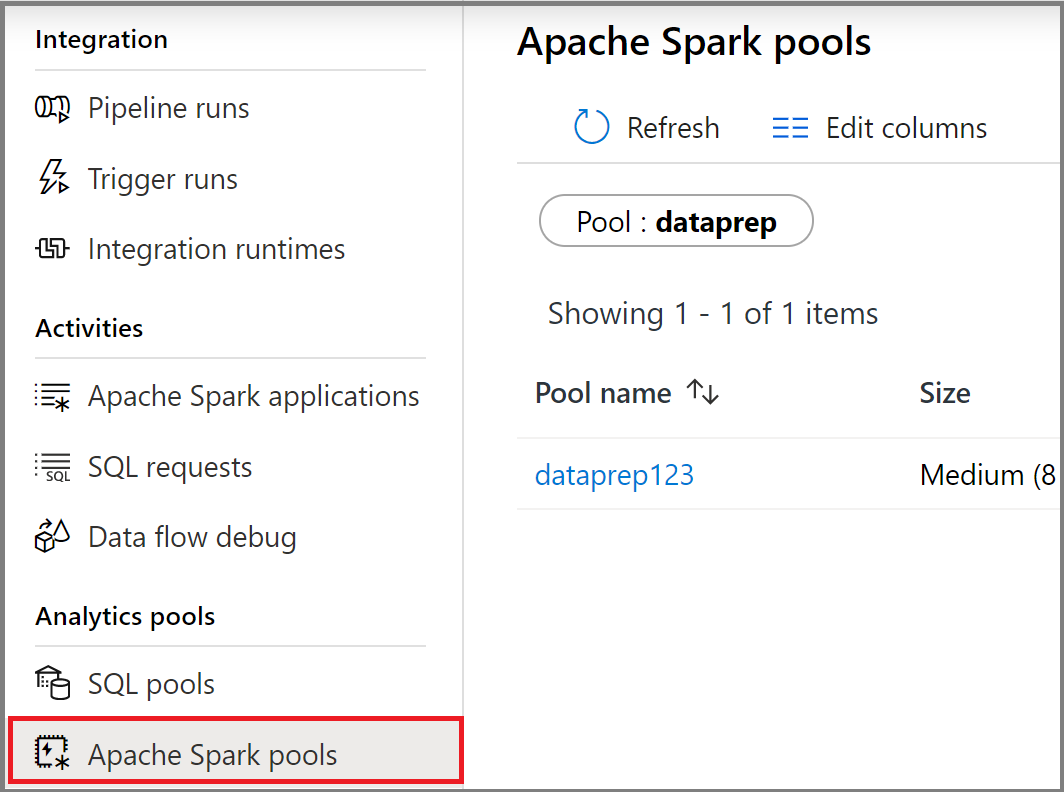 Integration
Pipeline runs
Trigger runs
Integration runtimes
Activities
Apache Spark applications
SQL requests
Data flow debug
Analytics pools
SQL pools
Apache Spark pools
Apache Spark pools
Refresh
Edit columns
Pool : dataprep
Showing 1 - 1 of 1 items
Pool name Size
dataprep123 Medium (8